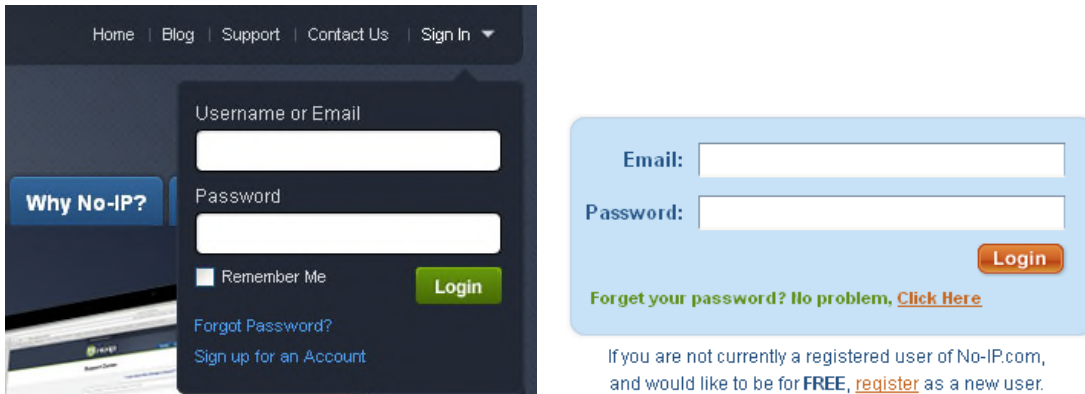 Home | Blog | Support | Contact Us | Sign In
Username or Email
Password
Remember Me
Login
Forgot Password?
Sign up for an Account
Why No-IP?
Email:
Password:
Login
Forget your password? No problem, Click Here
If you are not currently a registered user of No-IP.com,
and would like to be for FREE, register as a new user.